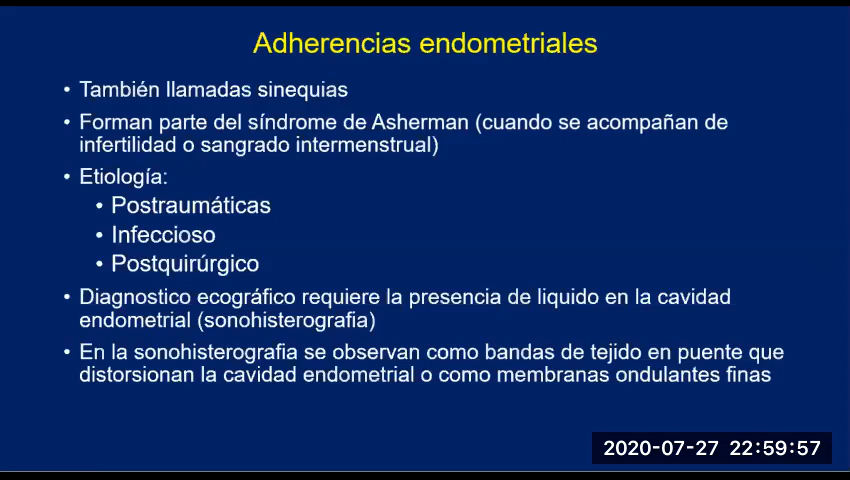 Adherencias endometriales
• También llamadas sinequias
• Forman parte del síndrome de Asherman (cuando se acompañan de
infertilidad o sangrado intermenstrual)
• Etiología:
• Postraumáticas
• Infeccioso
• Postquirúrgico
• Diagnostico ecográfico requiere la presencia de liquido en la cavidad
endometrial (sonohisterografia)
• En la sonohisterografia se observan como bandas de tejido en puente que
distorsionan la cavidad endometrial o como membranas ondulantes finas
2020-07-27 22:59:57